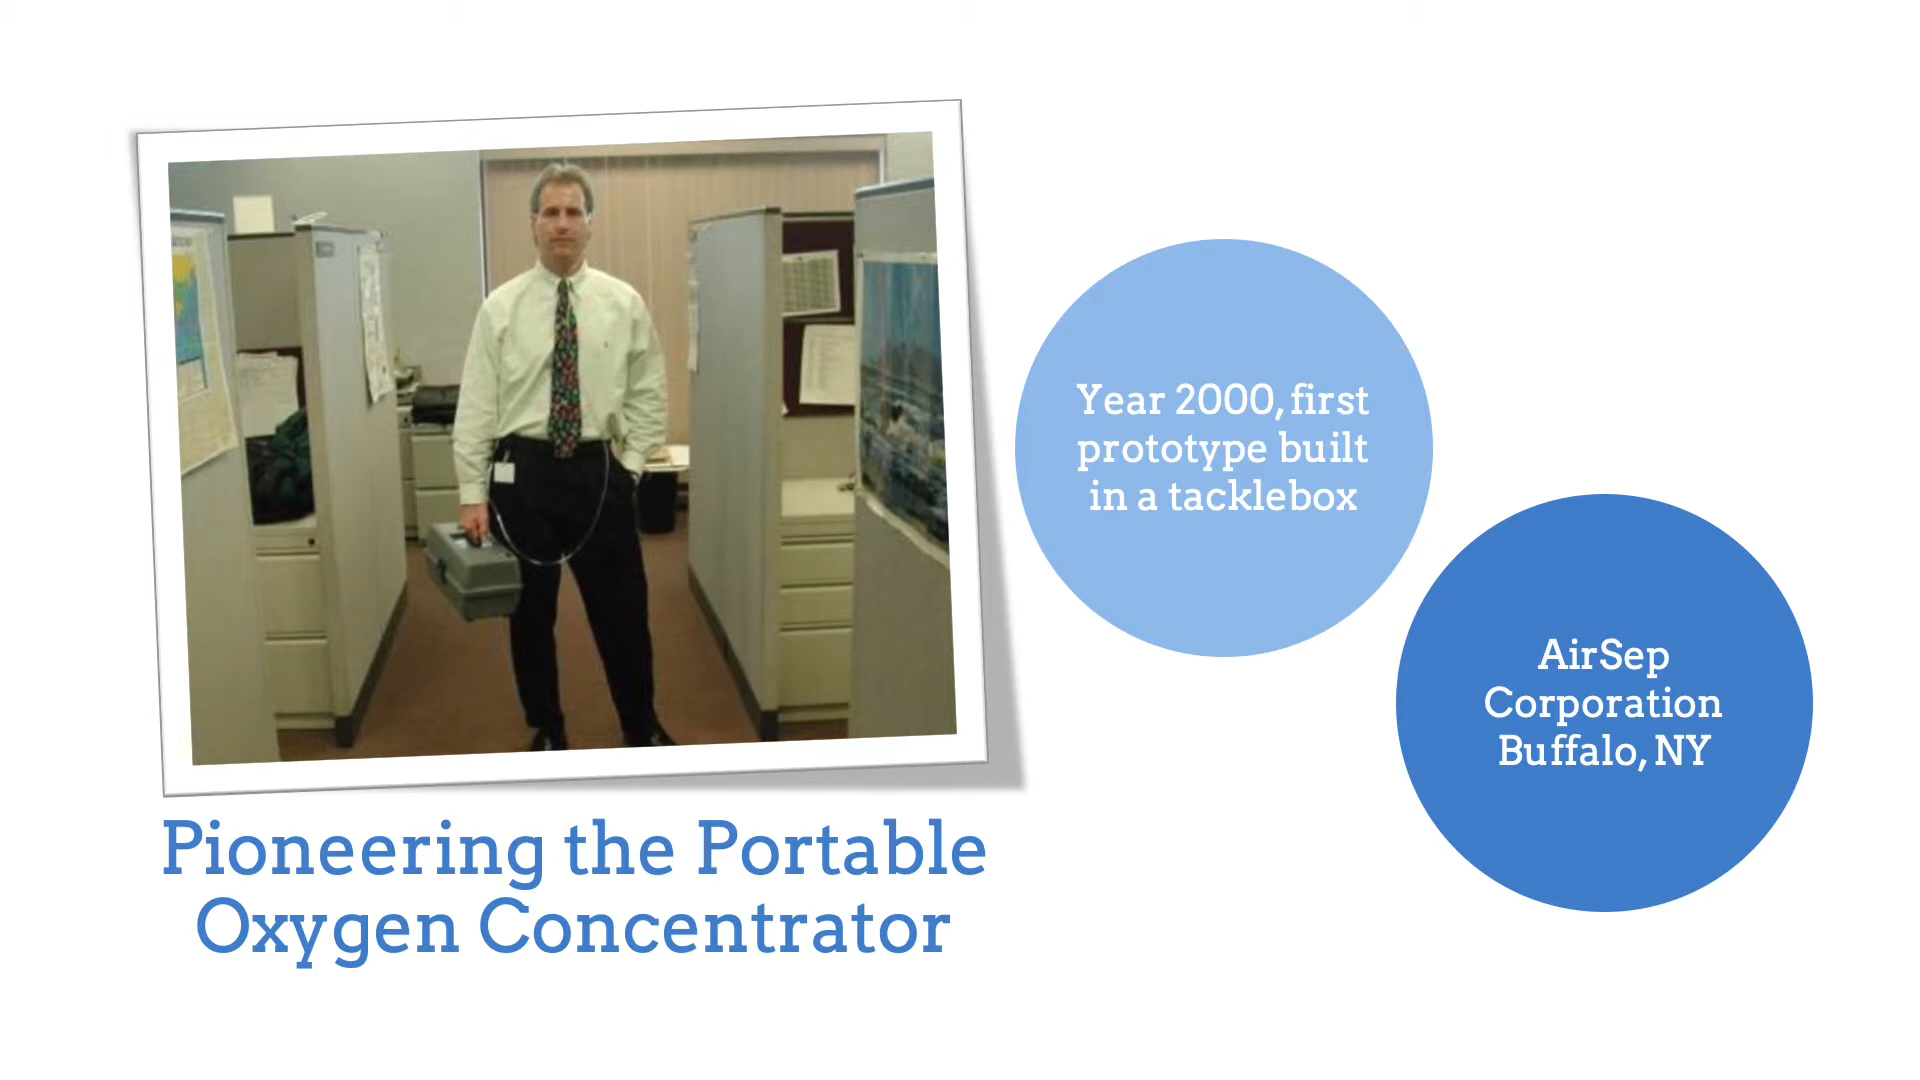 Year 2000, first
prototype built
in a tacklebox
AirSep
Corporation
Buffalo, NY
Pioneering the Portable
Oxygen Concentrator